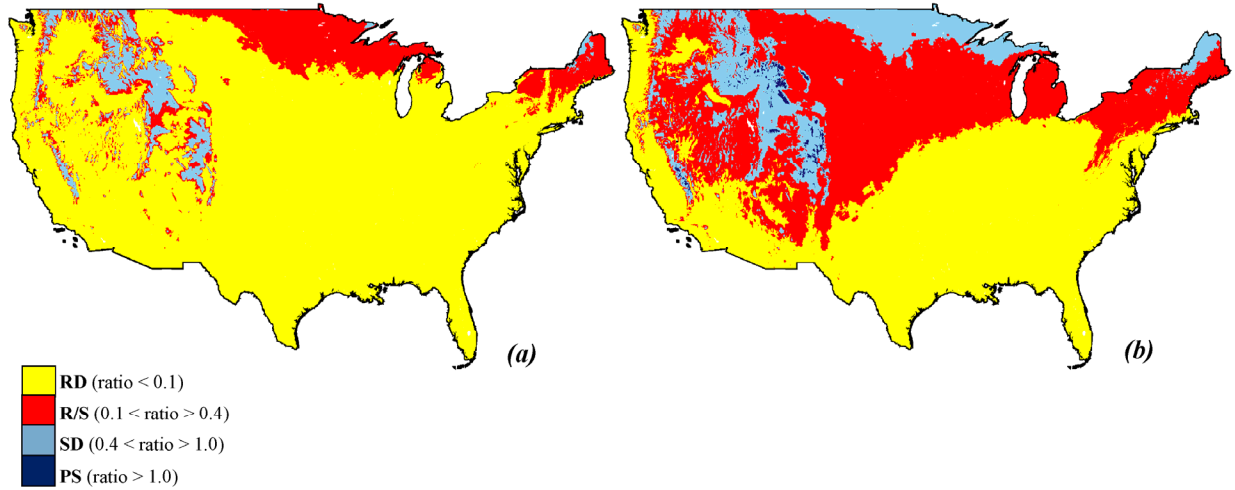 (a)
(b)
RD (ratio < 0.1)
R/S (0.1 < ratio > 0.4)
SD (0.4 < ratio > 1.0)
PS (ratio > 1.0)